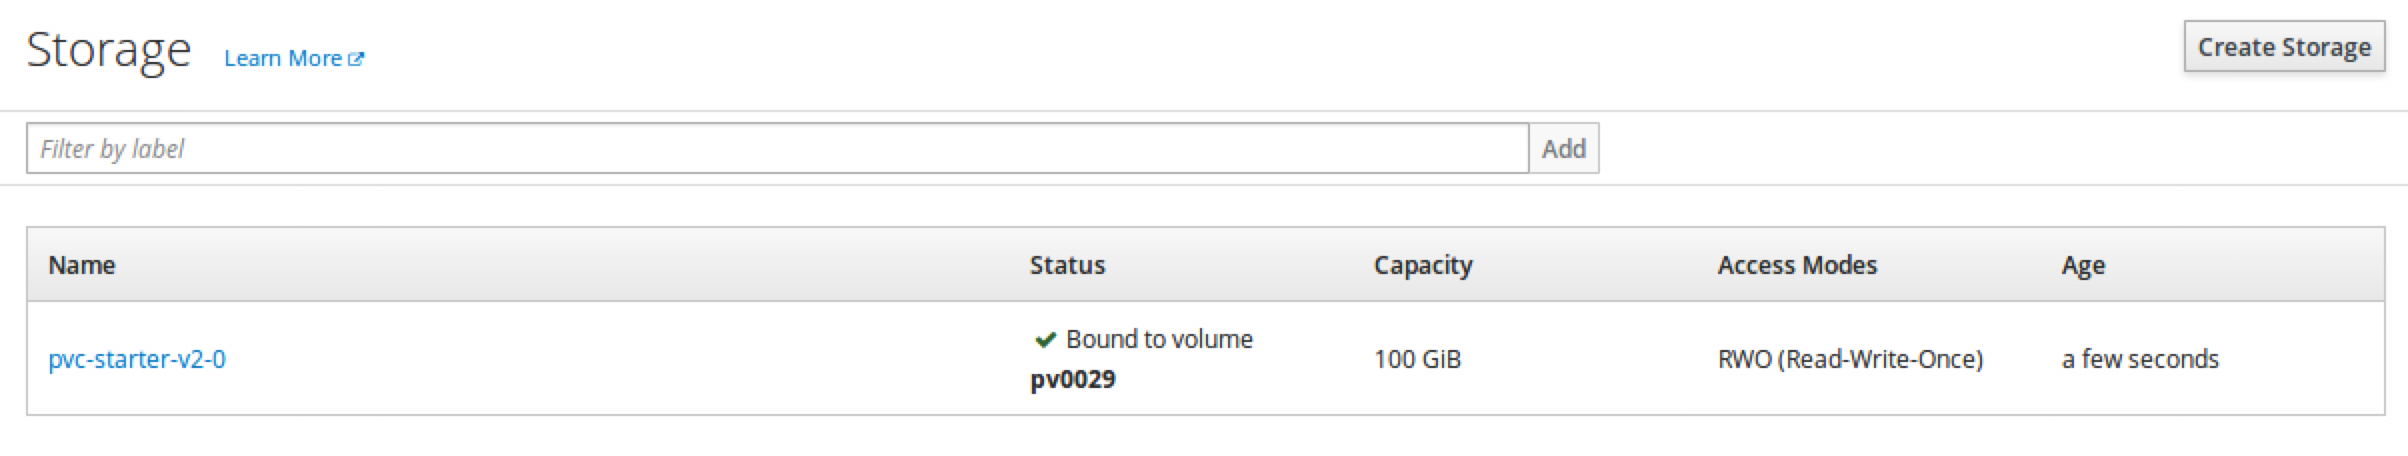 Storage Learn More
Create Storage
Filter by label Add
Name Status Capacity Access Modes Age
pvc-starter-v2-0 Bound to volume pv0029 100 GiB RWO (Read-Write-Once) a few seconds